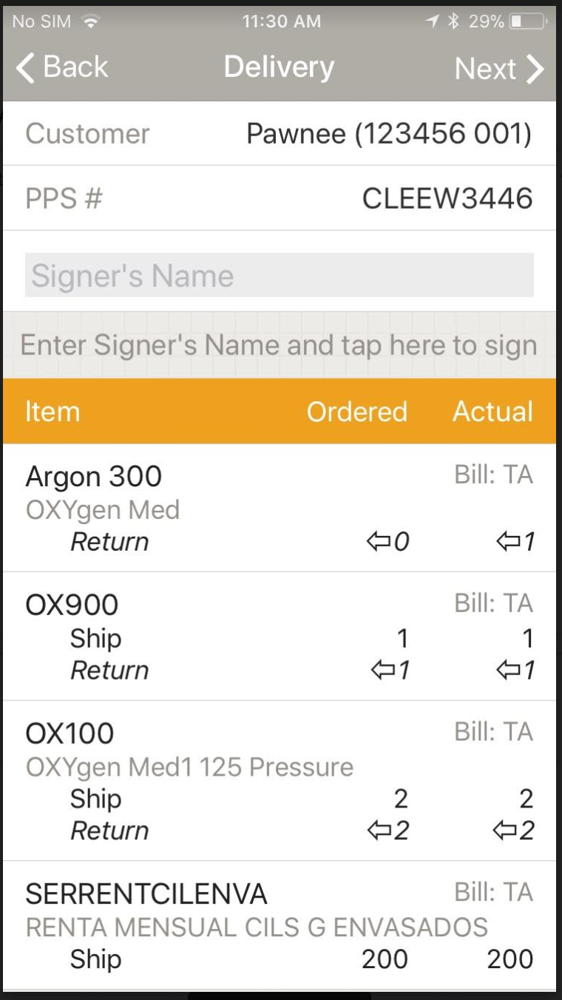 No SIM 11:30 AM 29%
Back Delivery Next
Customer Pawnee (123456 001)
PPS # CLEEW3446
Signer's Name
Enter Signer's Name and tap here to sign
Item Ordered Actual
Argon 300 Bill: TA
OXYgen Med
Return ⇦0 ⇦1
OX900 Bill: TA
Ship 1 1
Return ⇦1 ⇦1
OX100 Bill: TA
OXYgen Med1 125 Pressure
Ship 2 2
Return ⇦2 ⇦2
SERRENTCILENVA Bill: TA
RENTA MENSUAL CILS G ENVASADOS
Ship 200 200